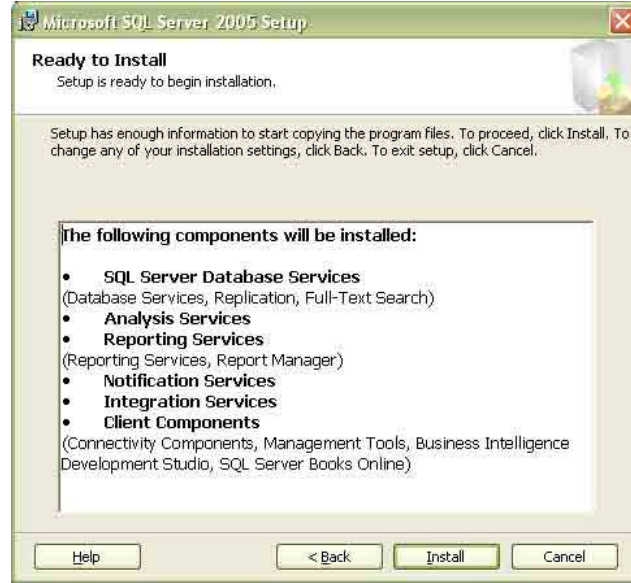 Microsoft SQL Server 2005 Setup
Ready to Install
Setup is ready to begin installation.
Setup has enough information to start copying the program files. To proceed, click Install. To
change any of your installation settings, click Back. To exit setup, click Cancel.
The following components will be installed:
• SQL Server Database Services
(Database Services, Replication, Full-Text Search)
• Analysis Services
• Reporting Services
(Reporting Services, Report Manager)
• Notification Services
• Integration Services
• Client Components
(Connectivity Components, Management Tools, Business Intelligence
Development Studio, SQL Server Books Online)
Help < Back Install Cancel